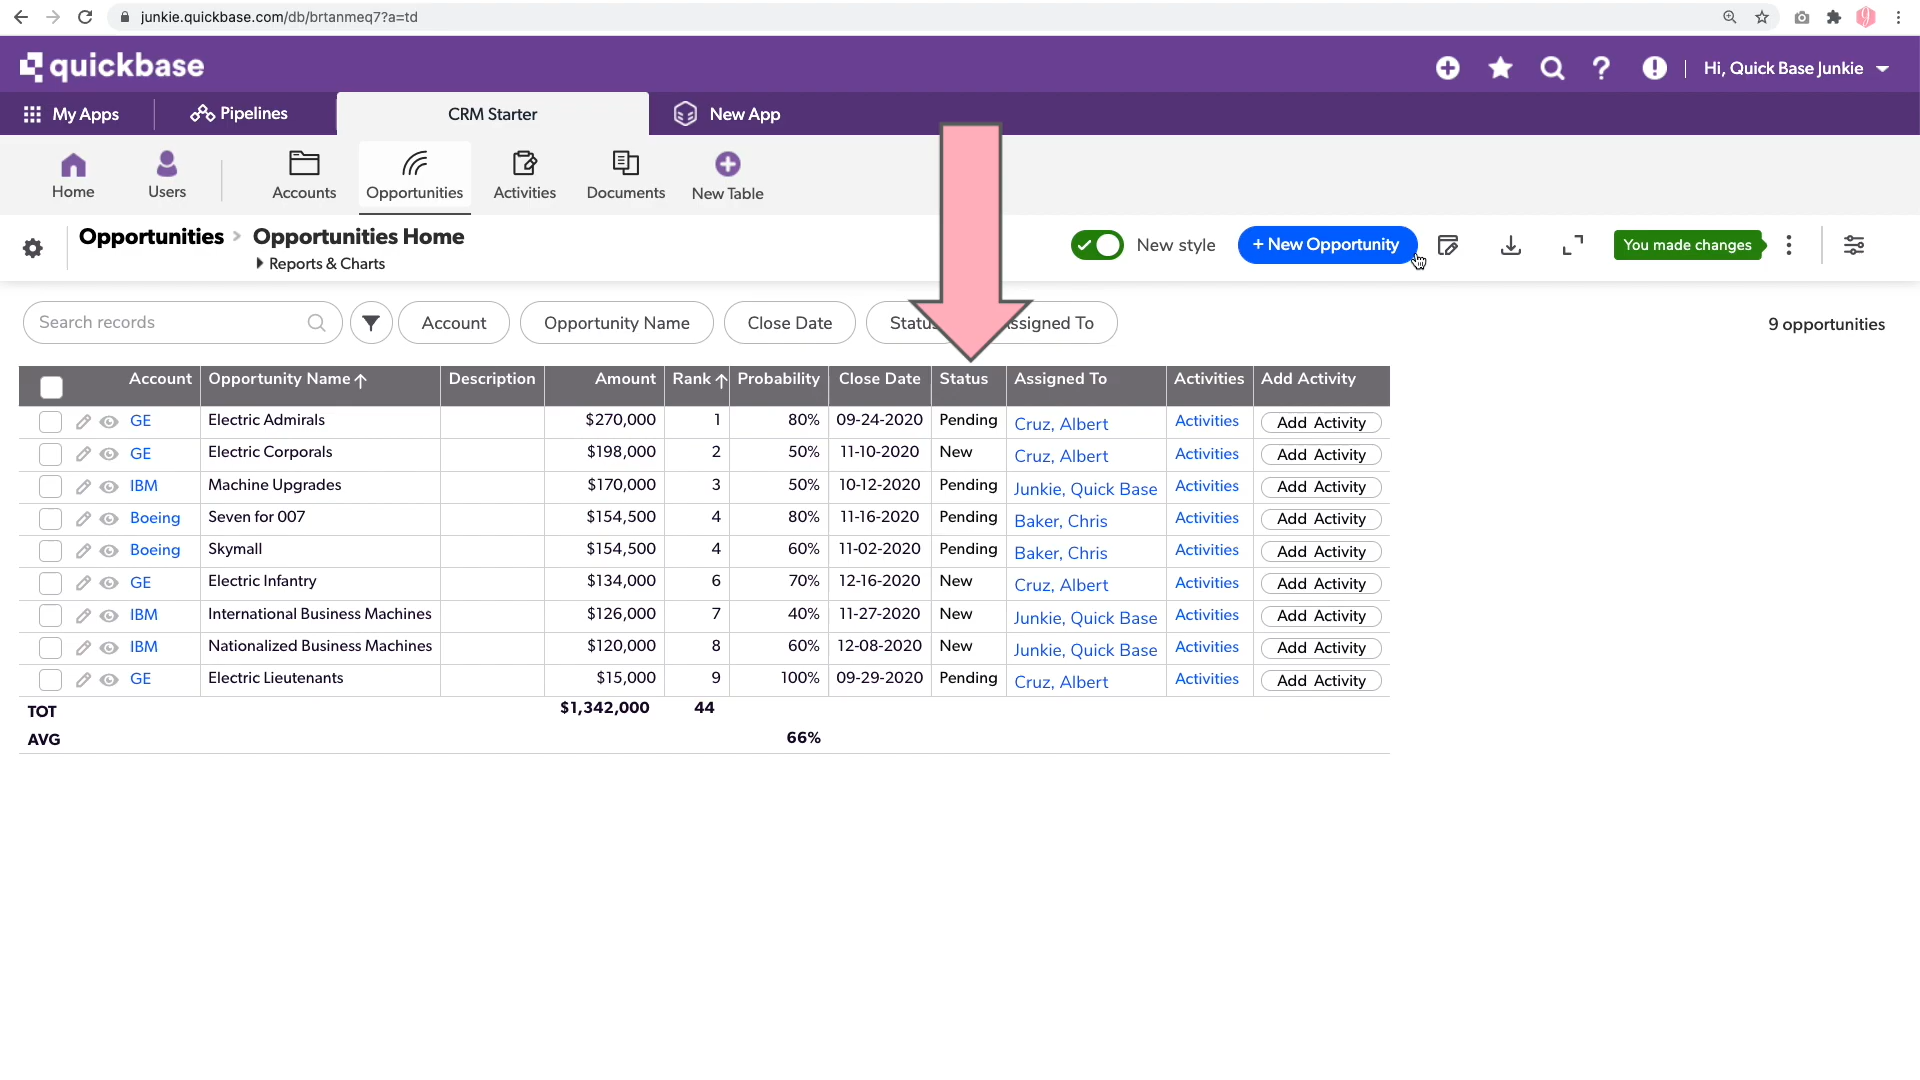 junkie.quickbase.com/db/brtanmeq7?a=td
quickbase
Hi, Quick Base Junkie
My Apps
Pipelines
CRM Starter
New App
Home
Users
Accounts
Opportunities
Activities
Documents
New Table
Opportunities > Opportunities Home
Reports & Charts
New style
+ New Opportunity
You made changes
Search records
Account
Opportunity Name
Close Date
Status
Assigned To
9 opportunities
Account Opportunity Name Description Amount Rank Probability Close Date Status Assigned To Activities Add Activity
GE Electric Admirals $270,000 1 80% 09-24-2020 Pending Cruz, Albert Activities Add Activity
GE Electric Corporals $198,000 2 50% 11-10-2020 New Cruz, Albert Activities Add Activity
IBM Machine Upgrades $170,000 3 50% 10-12-2020 Pending Junkie, Quick Base Activities Add Activity
Boeing Seven for 007 $154,500 4 80% 11-16-2020 Pending Baker, Chris Activities Add Activity
Boeing Skymall $154,500 4 60% 11-02-2020 Pending Baker, Chris Activities Add Activity
GE Electric Infantry $134,000 6 70% 12-16-2020 New Cruz, Albert Activities Add Activity
IBM International Business Machines $126,000 7 40% 11-27-2020 New Junkie, Quick Base Activities Add Activity
IBM Nationalized Business Machines $120,000 8 60% 12-08-2020 New Junkie, Quick Base Activities Add Activity
GE Electric Lieutenants $15,000 9 100% 09-29-2020 Pending Cruz, Albert Activities Add Activity
TOT $1,342,000 44
AVG 66%